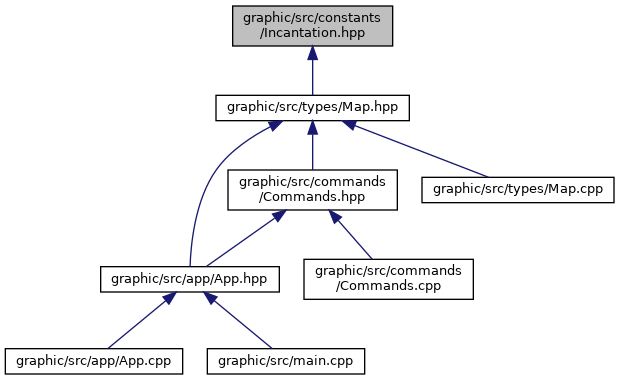 graphic/src/constants
/Incantation.hpp
graphic/src/types/Map.hpp
graphic/src/commands
/Commands.hpp
graphic/src/types/Map.cpp
graphic/src/app/App.hpp
graphic/src/commands
/Commands.cpp
graphic/src/app/App.cpp
graphic/src/main.cpp